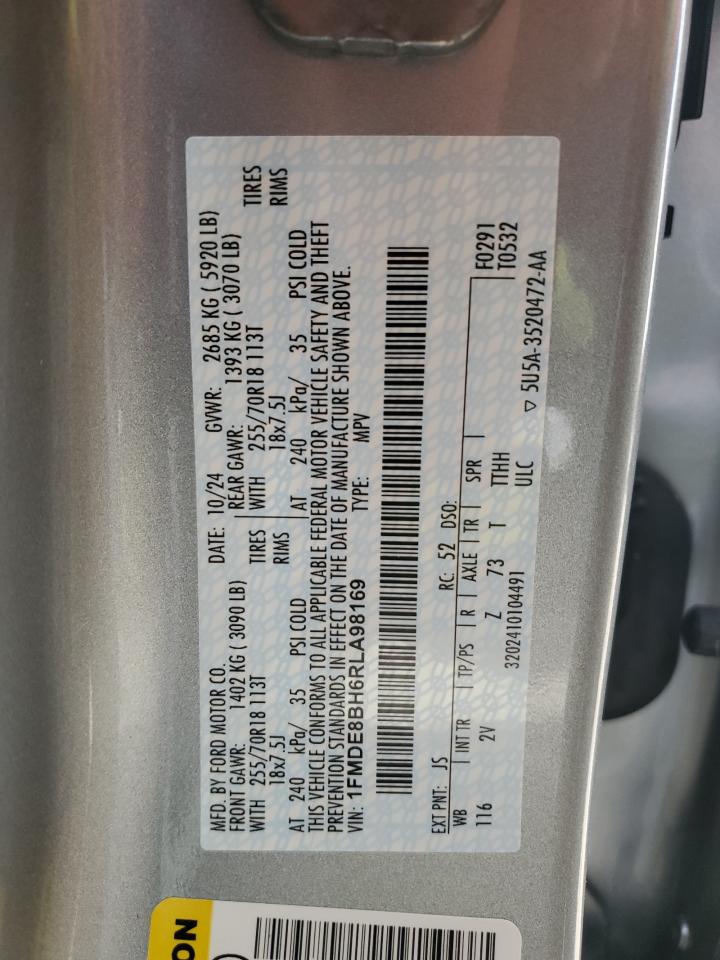 MFD. BY FORD MOTOR CO. DATE: 10/24 GVWR: 2685 KG ( 5920 LB)
FRONT GAWR: 1402 KG ( 3090 LB) REAR GAWR: 1393 KG ( 3070 LB)
WITH 255/70R18 113T TIRES WITH 255/70R18 113T TIRES
18x7.5J RIMS 18x7.5J RIMS
AT 240 kPa/ 35 PSI COLD AT 240 kPa/ 35 PSI COLD
THIS VEHICLE CONFORMS TO ALL APPLICABLE FEDERAL MOTOR VEHICLE SAFETY AND THEFT
PREVENTION STANDARDS IN EFFECT ON THE DATE OF MANUFACTURE SHOWN ABOVE.
VIN: 1FMDE8BH6RLA98169 TYPE: MPV
EXT PNT: JS RC: 52 DSO:
WB INT TR TP/PS R AXLE TR SPR F0291
116 2V Z 73 T TTHH T0532
3202410104491 ULC
▽ 5U5A-3520472-AA
ON